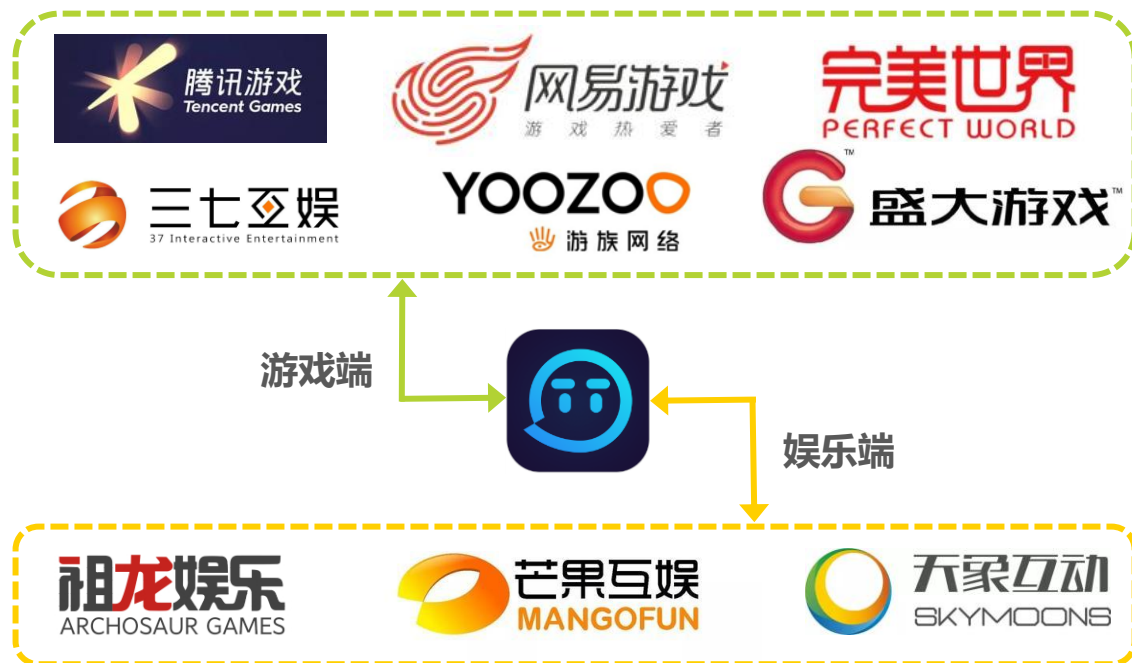 腾讯游戏
Tencent Games
网易游戏
游戏热爱者
完美世界
PERFECT WORLD
三七互娱
37 Interactive Entertainment
YOOZOO
游族网络
盛大游戏™
游戏端
娱乐端
祖龙娱乐
ARCHOSAUR GAMES
芒果互娱
MANGOFUN
天象互动
SKYMOONS